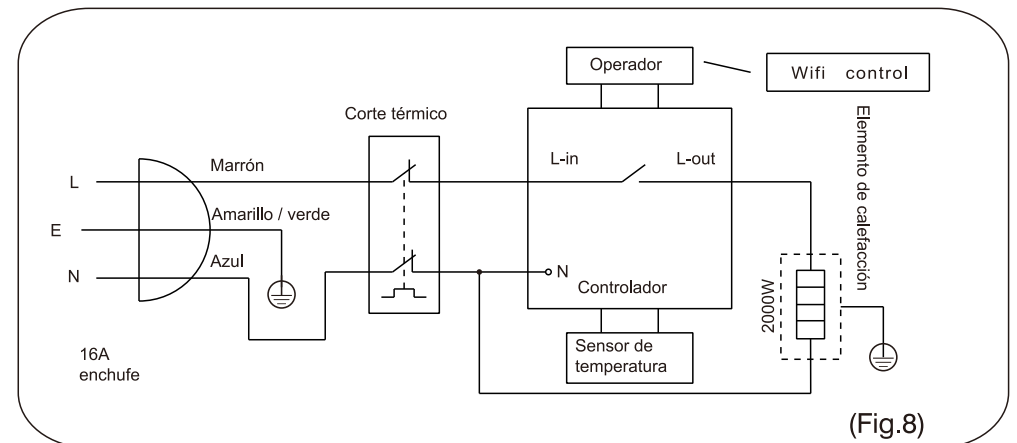 Operador
Wifi control
Corte térmico
Elemento de calefacción
Marrón
L-in
L-out
L
Amarillo / verde
E
Azul
N
N
Controlador
2000W
Sensor de
temperatura
16A
enchufe
(Fig.8)